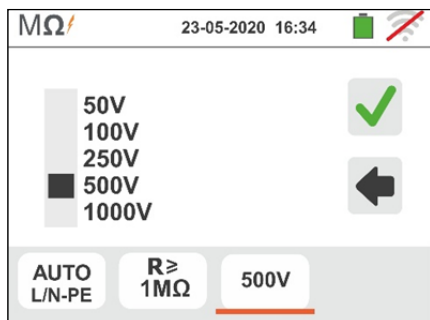 MΩ 23-05-2020 16:34
50V
100V
250V
500V
1000V
AUTO
L/N-PE
R≥
1MΩ
500V